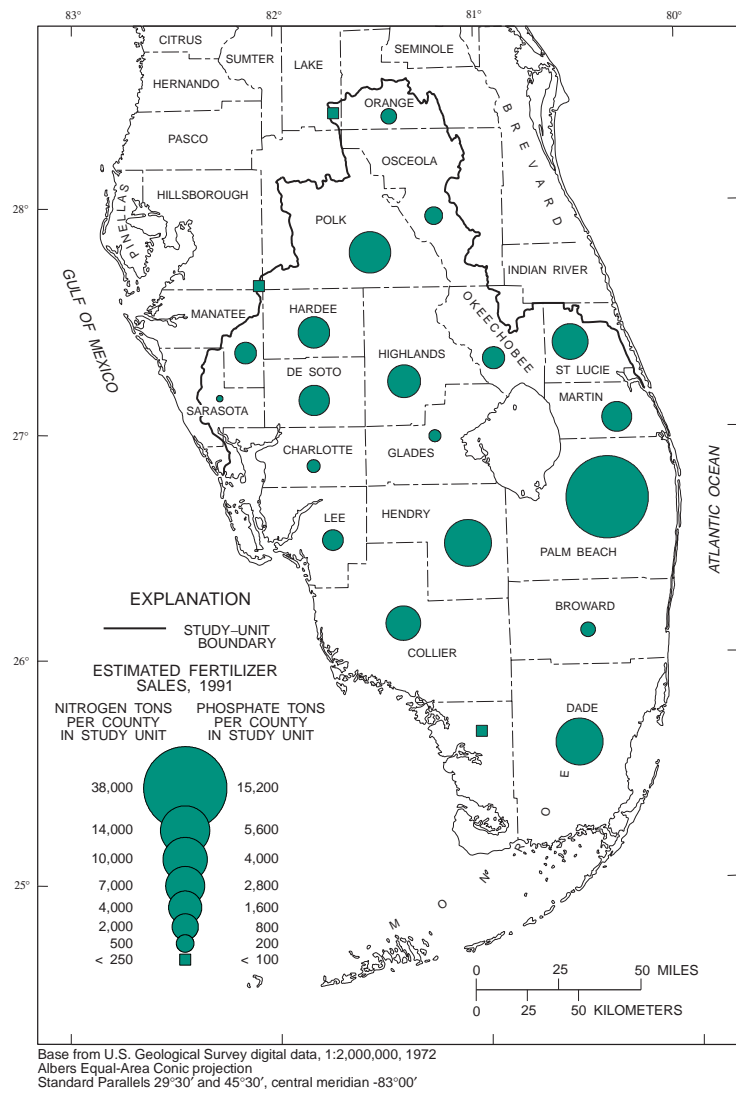 83°
82°
81°
80°
CITRUS
SUMTER
LAKE
SEMINOLE
HERNANDO
ORANGE
BREVARD
PASCO
OSCEOLA
HILLSBOROUGH
PINELLAS
28°
POLK
INDIAN RIVER
GULF OF MEXICO
MANATEE
HARDEE
OKEECHOBEE
HIGHLANDS
DE SOTO
ST LUCIE
MARTIN
SARASOTA
27°
CHARLOTTE
GLADES
ATLANTIC OCEAN
LEE
HENDRY
PALM BEACH
BROWARD
26°
COLLIER
DADE
MONROE
25°
EXPLANATION
STUDY–UNIT
BOUNDARY
ESTIMATED FERTILIZER
SALES, 1991
NITROGEN TONS PHOSPHATE TONS
PER COUNTY PER COUNTY
IN STUDY UNIT IN STUDY UNIT
38,000 15,200
14,000 5,600
10,000 4,000
7,000 2,800
4,000 1,600
2,000 800
500 200
< 250 < 100
0 25 50 MILES
0 25 50 KILOMETERS
Base from U.S. Geological Survey digital data, 1:2,000,000, 1972
Albers Equal-Area Conic projection
Standard Parallels 29°30′ and 45°30′, central meridian -83°00′